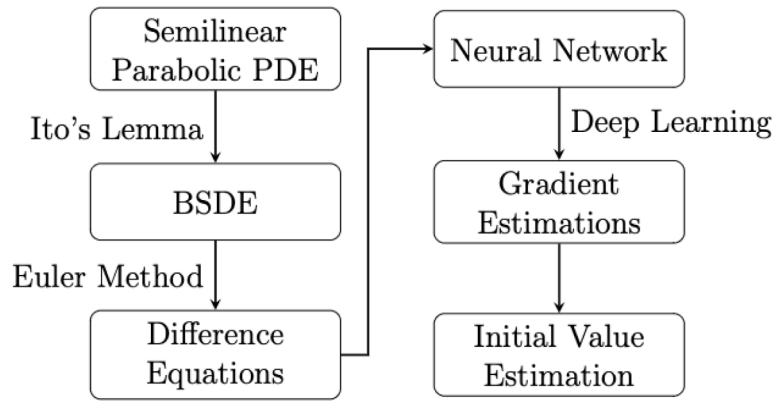 Semilinear
Parabolic PDE
Ito's Lemma
BSDE
Euler Method
Difference
Equations
Neural Network
Deep Learning
Gradient
Estimations
Initial Value
Estimation